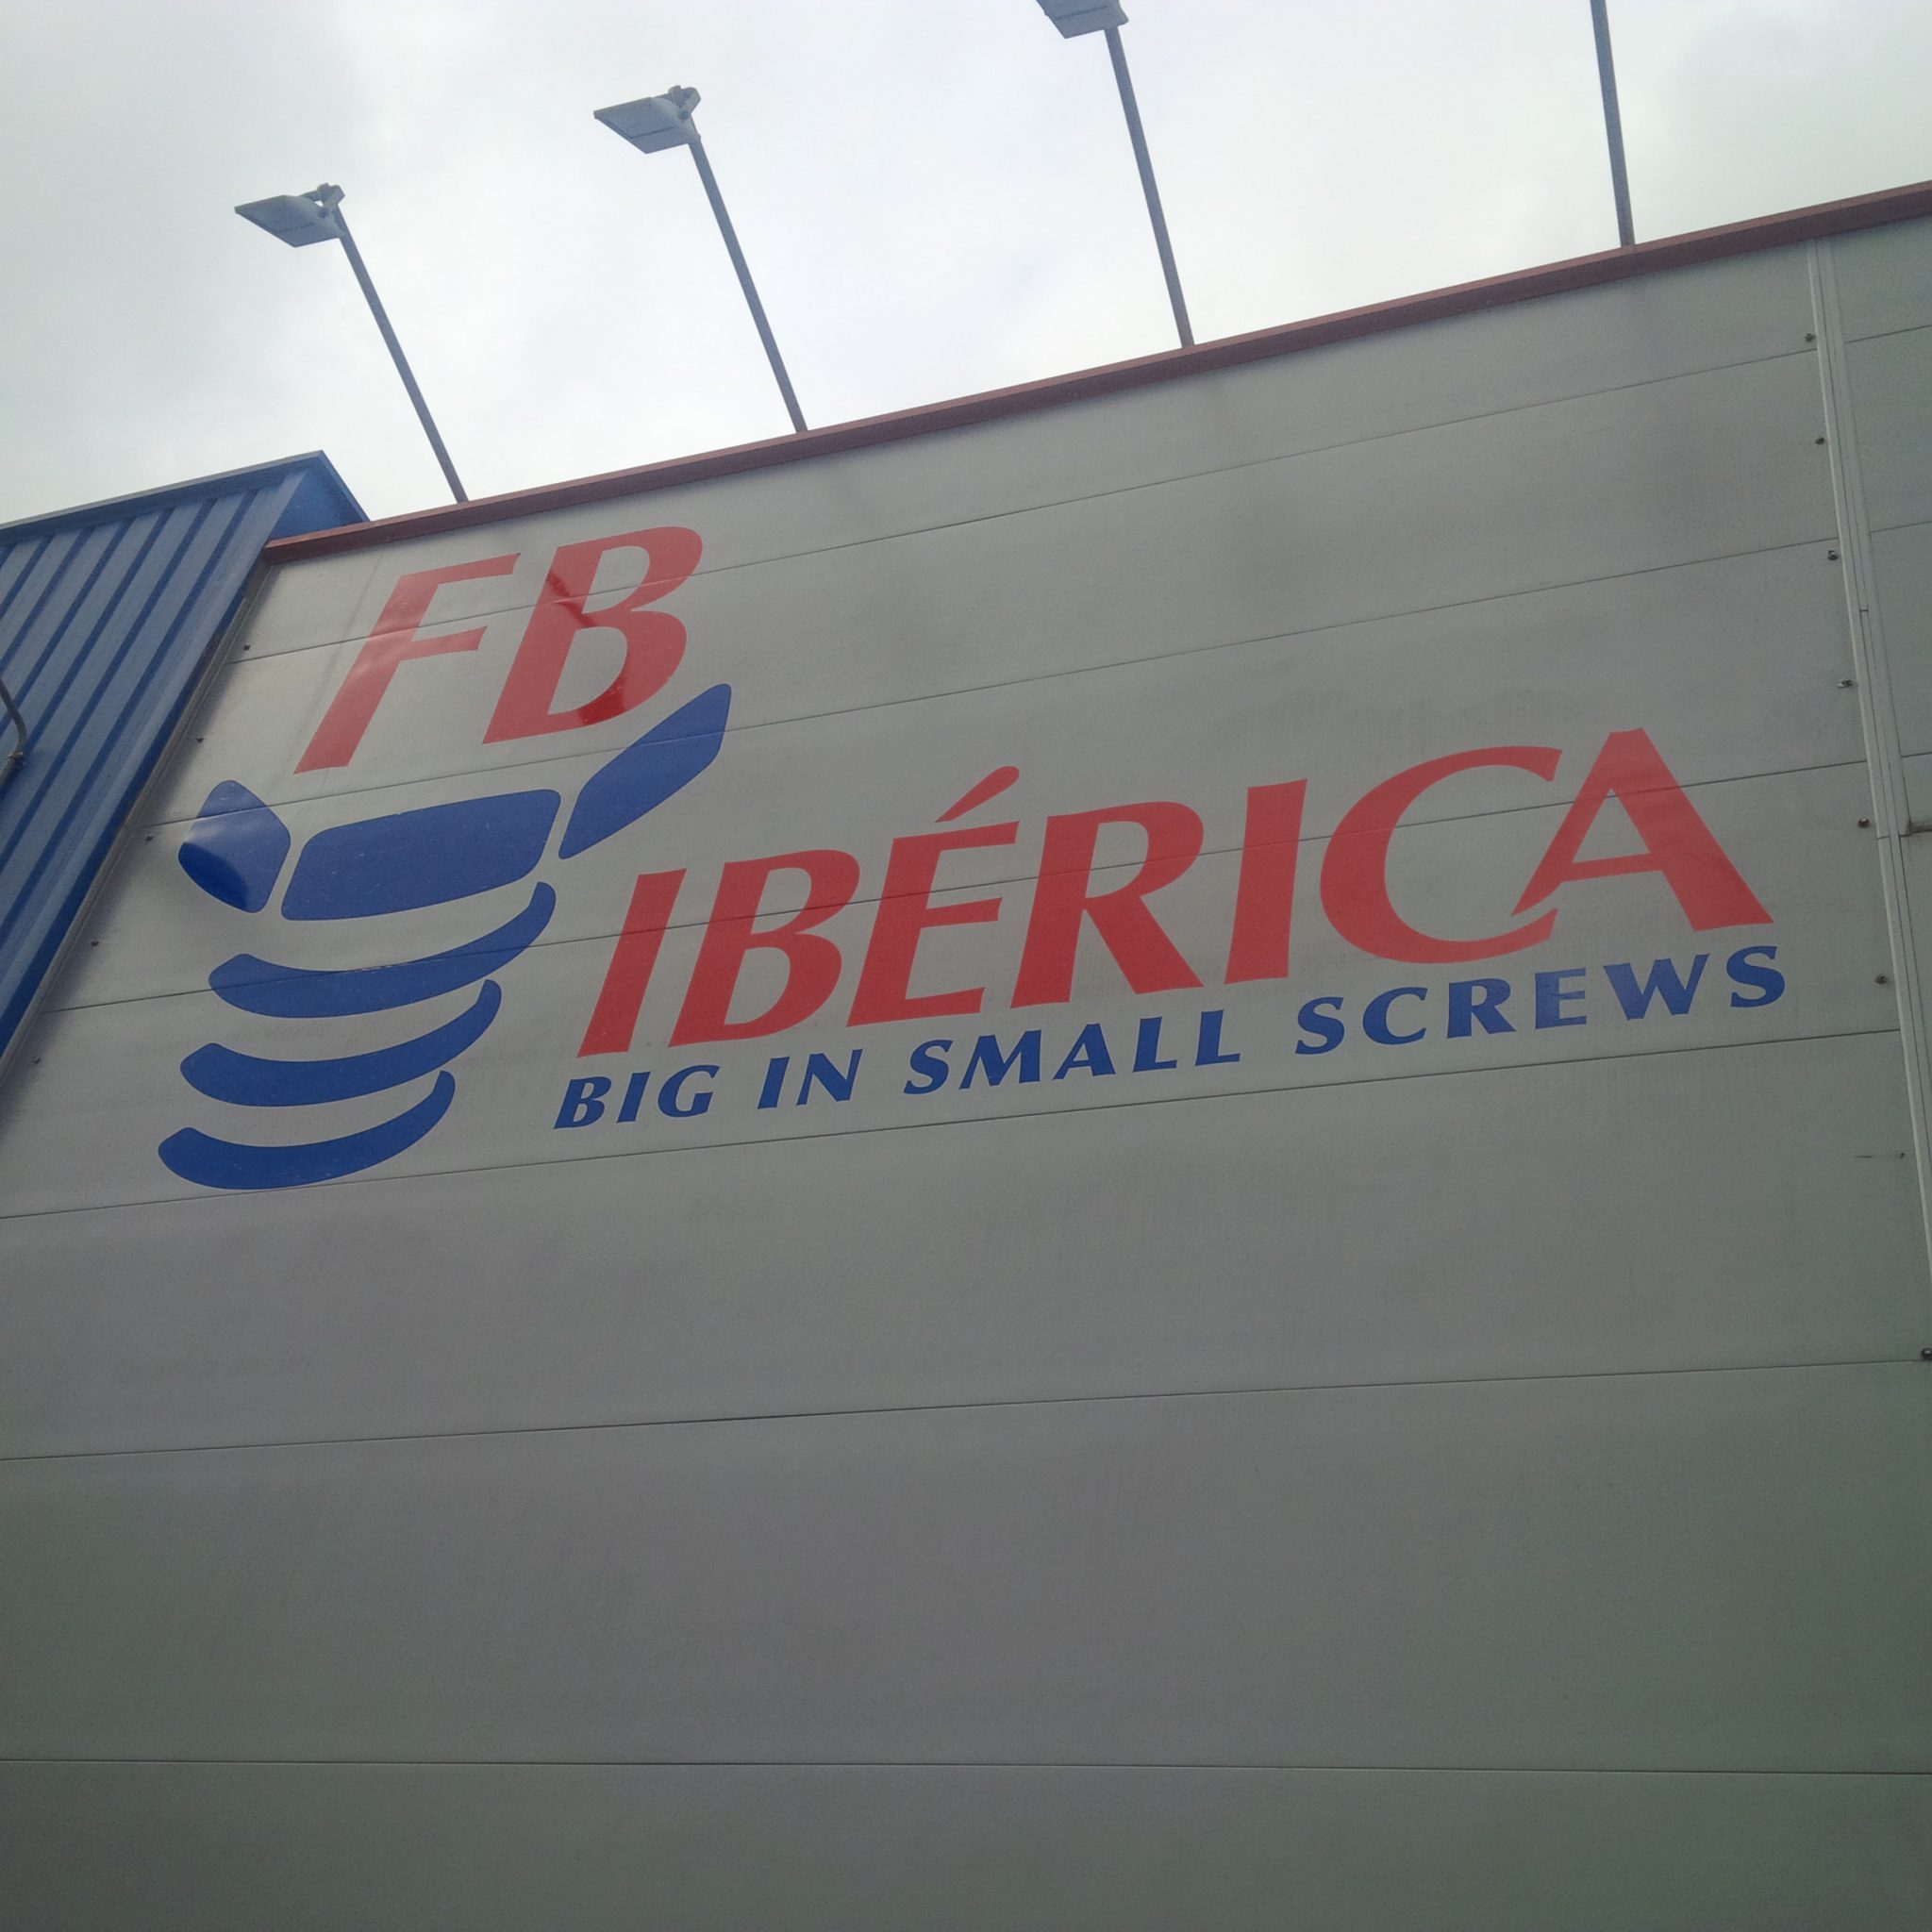 FB
IBÉRICA
BIG IN SMALL SCREWS